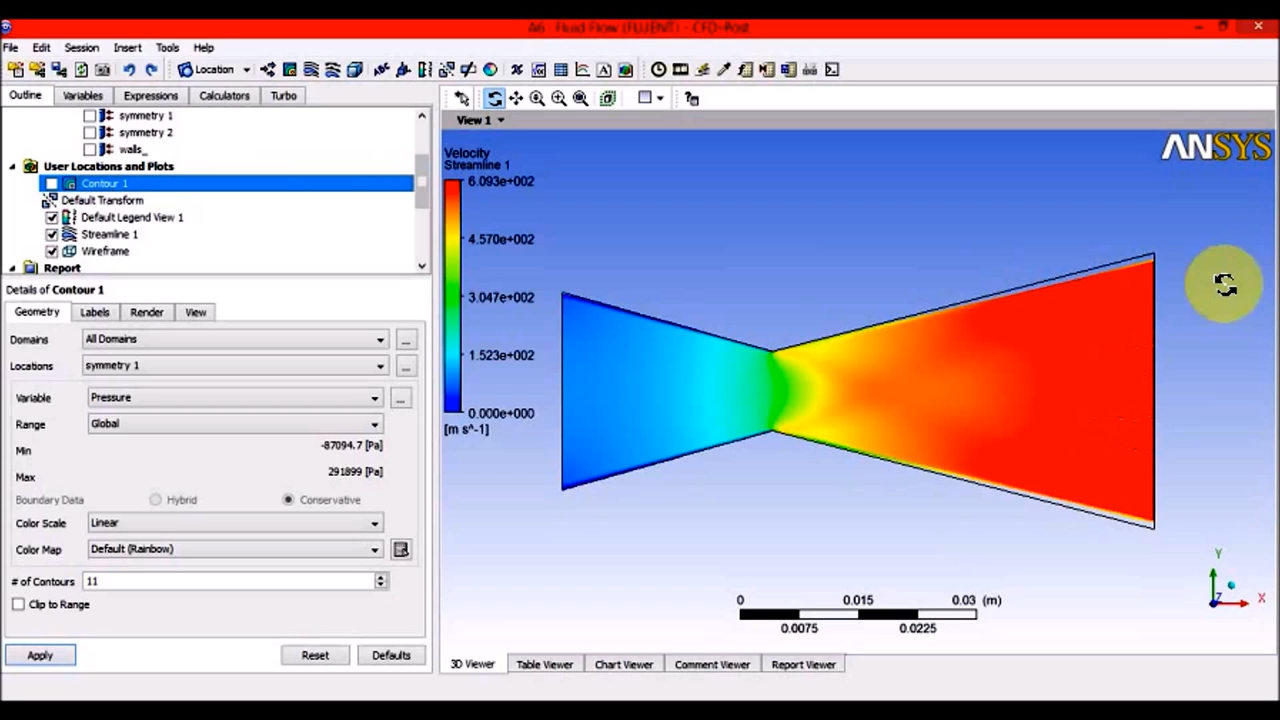 A6 - Fluid Flow (FLUENT) - CFD-Post
File Edit Session Insert Tools Help
Location
Outline Variables Expressions Calculators Turbo
symmetry 1
symmetry 2
walls_
User Locations and Plots
Contour 1
Default Transform
Default Legend View 1
Streamline 1
Wireframe
Report
Details of Contour 1
Geometry Labels Render View
Domains All Domains ...
Locations symmetry 1 ...
Variable Pressure ...
Range Global
Min -87094.7 [Pa]
Max 291899 [Pa]
Boundary Data Hybrid Conservative
Color Scale Linear
Color Map Default (Rainbow)
# of Contours 11
Clip to Range
Apply Reset Defaults
View 1
Velocity
Streamline 1
6.093e+002
4.570e+002
3.047e+002
1.523e+002
0.000e+000
[m s^-1]
ANSYS
0 0.015 0.03 (m)
0.0075 0.0225
Y
Z X
3D Viewer Table Viewer Chart Viewer Comment Viewer Report Viewer